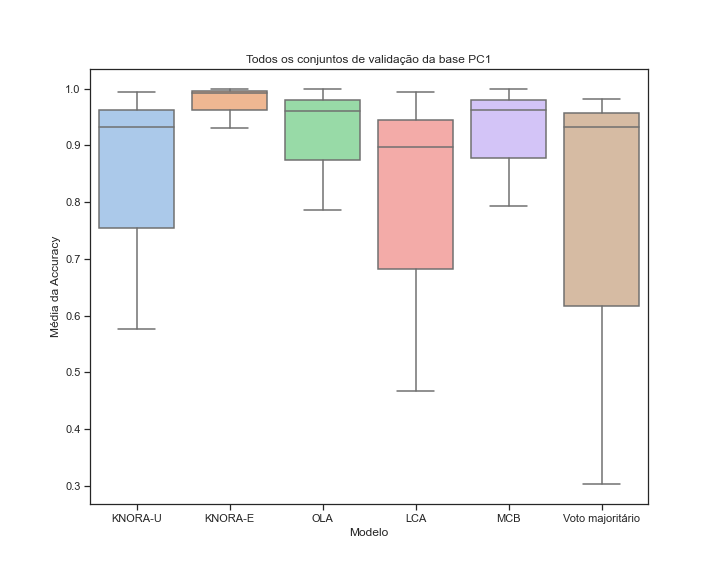 Todos os conjuntos de validação da base PC1
Média da Accuracy
1.0
0.9
0.8
0.7
0.6
0.5
0.4
0.3
KNORA-U
KNORA-E
OLA
LCA
MCB
Voto majoritário
Modelo